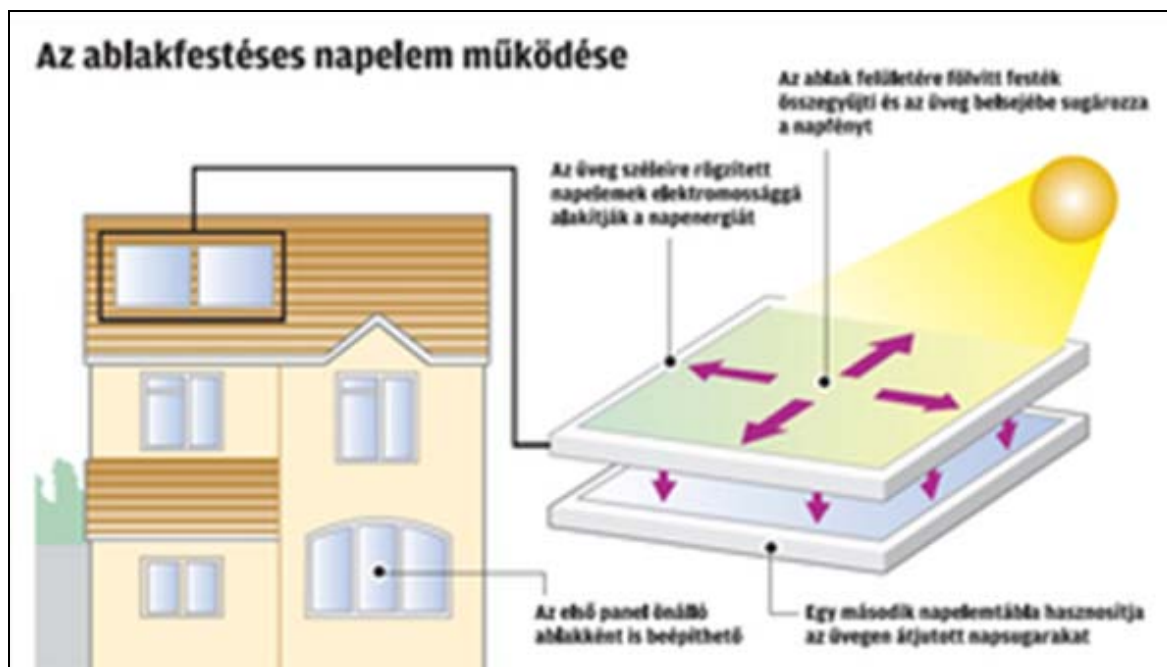 Az ablakfestéses napelem működése
Az ablak felületére fölvitt festék
összegyűjti és az üveg belsejébe sugározza
a napfényt
Az üveg széleire rögzített
napelemek elektromossággá
alakítják a napenergiát
Az első panel önálló
ablakként is beépíthető
Egy második napelemtábla hasznosítja
az üvegen átjutott napsugarakat